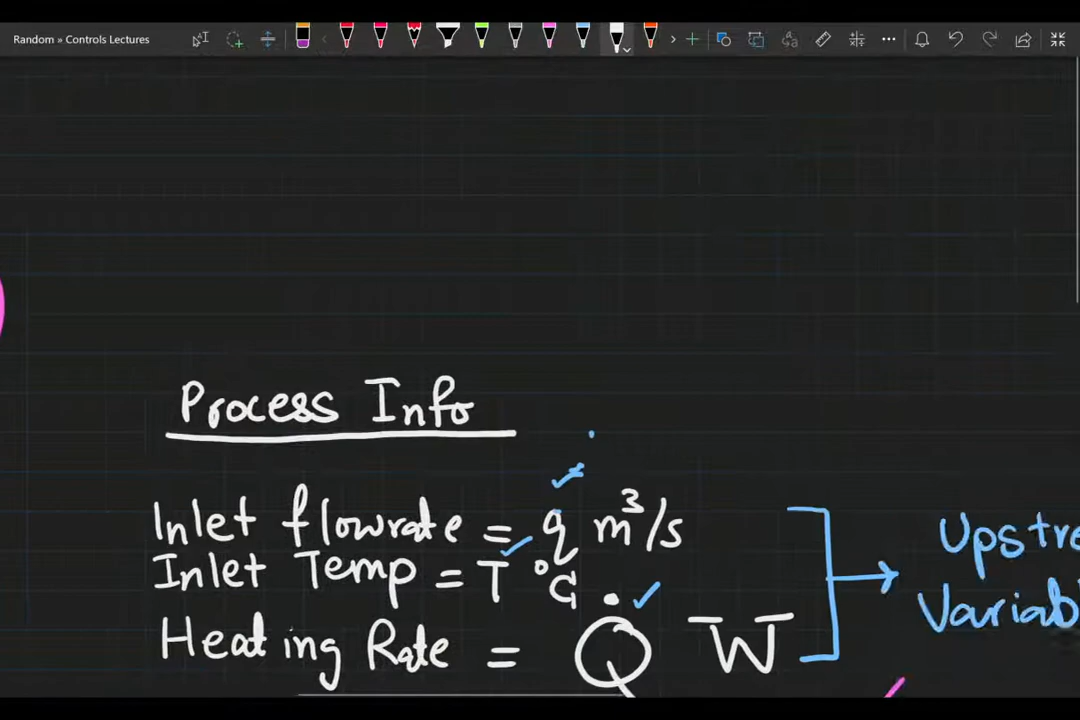 Random » Controls Lectures
Process Info
Inlet flowrate = q m³/s
Inlet Temp = T °C
Heating Rate = Q̇ W
Upstre
Variab